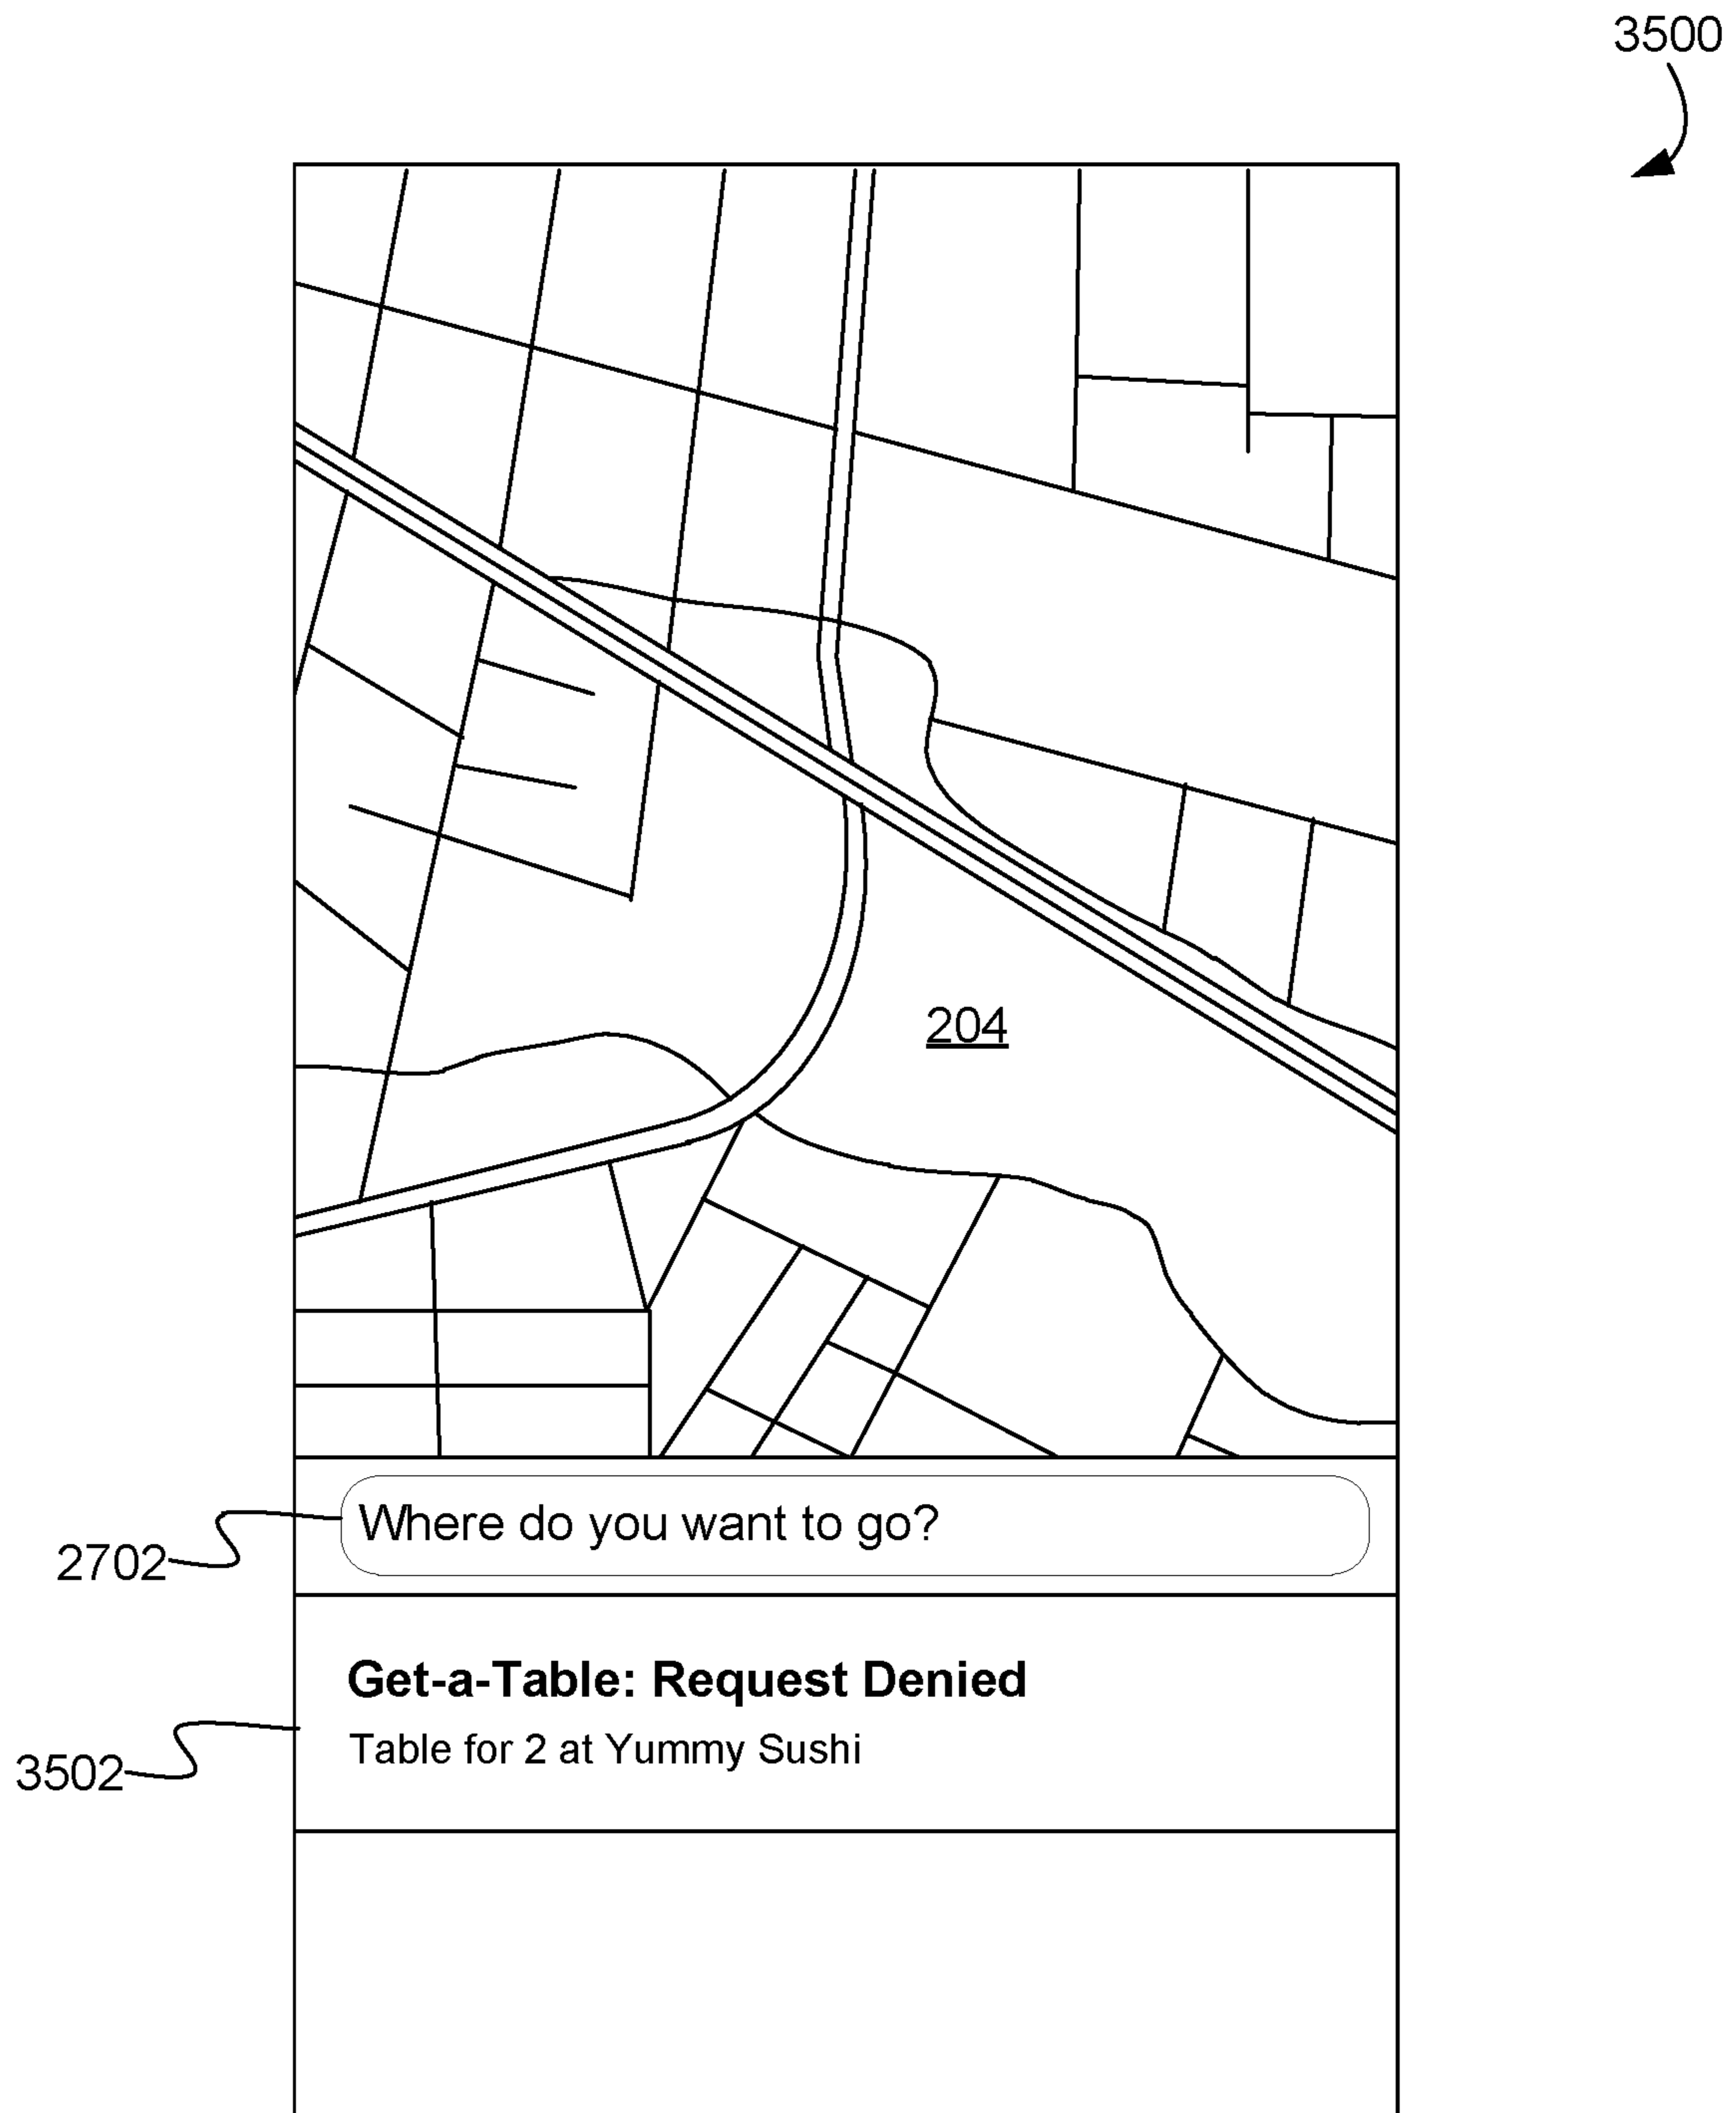 3500
204
Where do you want to go?
2702
Get-a-Table: Request Denied
Table for 2 at Yummy Sushi
3502